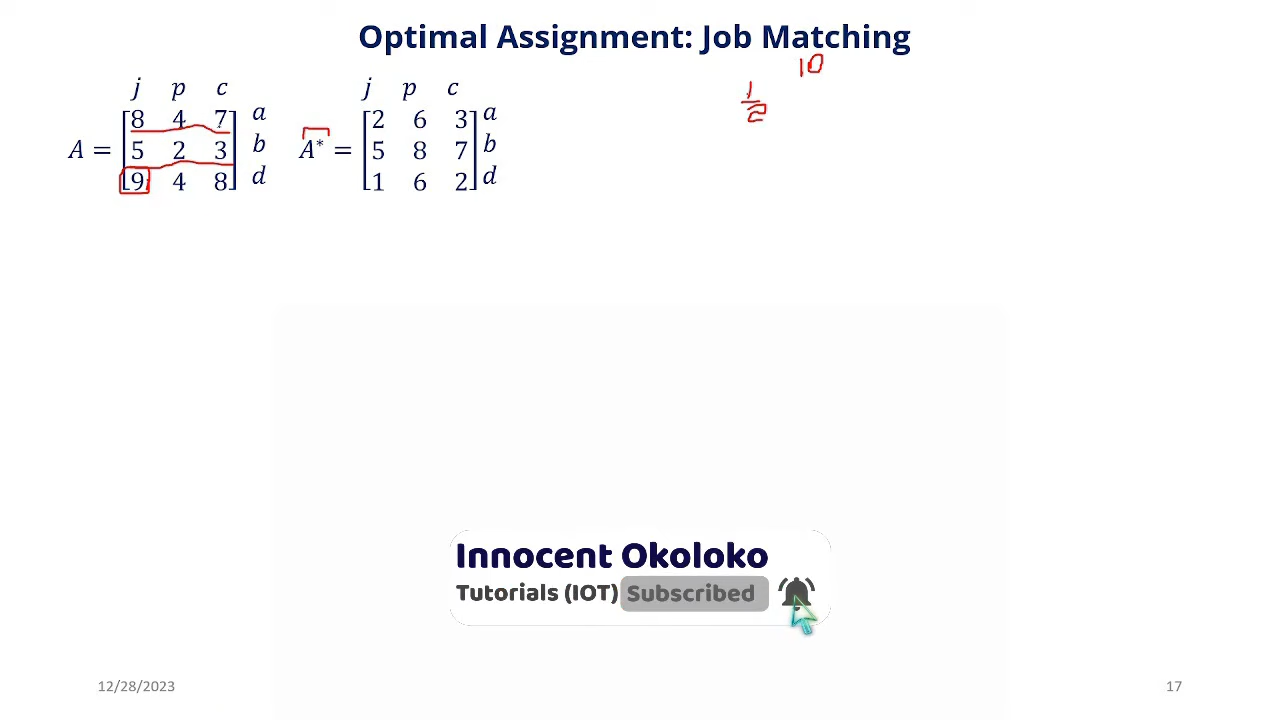 Optimal Assignment: Job Matching
10
1
2
j p c
A = [8 4 7] a
[5 2 3] b
[9 4 8] d
j p c
A* = [2 6 3] a
[5 8 7] b
[1 6 2] d
Innocent Okoloko
Tutorials (IOT) Subscribed
12/28/2023
17